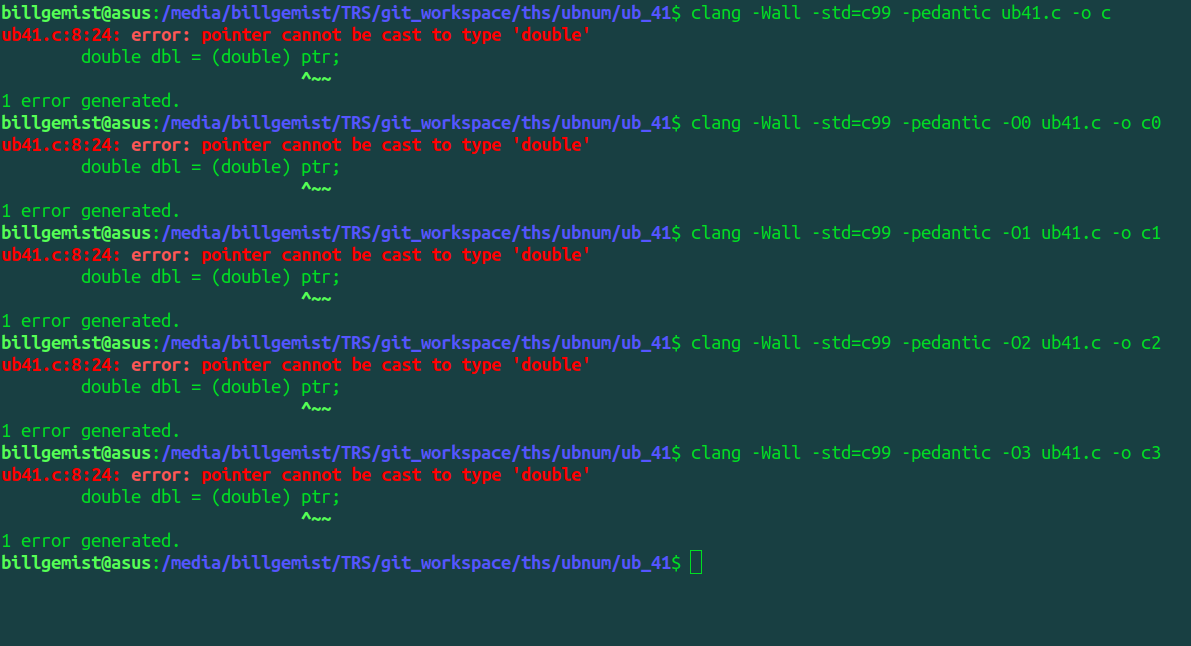 billgemist@asus:/media/billgemist/TRS/git_workspace/ths/ubnum/ub_41$ clang -Wall -std=c99 -pedantic ub41.c -o c
ub41.c:8:24: error: pointer cannot be cast to type 'double'
        double dbl = (double) ptr;
                              ^~~
1 error generated.
billgemist@asus:/media/billgemist/TRS/git_workspace/ths/ubnum/ub_41$ clang -Wall -std=c99 -pedantic -O0 ub41.c -o c0
ub41.c:8:24: error: pointer cannot be cast to type 'double'
        double dbl = (double) ptr;
                              ^~~
1 error generated.
billgemist@asus:/media/billgemist/TRS/git_workspace/ths/ubnum/ub_41$ clang -Wall -std=c99 -pedantic -O1 ub41.c -o c1
ub41.c:8:24: error: pointer cannot be cast to type 'double'
        double dbl = (double) ptr;
                              ^~~
1 error generated.
billgemist@asus:/media/billgemist/TRS/git_workspace/ths/ubnum/ub_41$ clang -Wall -std=c99 -pedantic -O2 ub41.c -o c2
ub41.c:8:24: error: pointer cannot be cast to type 'double'
        double dbl = (double) ptr;
                              ^~~
1 error generated.
billgemist@asus:/media/billgemist/TRS/git_workspace/ths/ubnum/ub_41$ clang -Wall -std=c99 -pedantic -O3 ub41.c -o c3
ub41.c:8:24: error: pointer cannot be cast to type 'double'
        double dbl = (double) ptr;
                              ^~~
1 error generated.
billgemist@asus:/media/billgemist/TRS/git_workspace/ths/ubnum/ub_41$